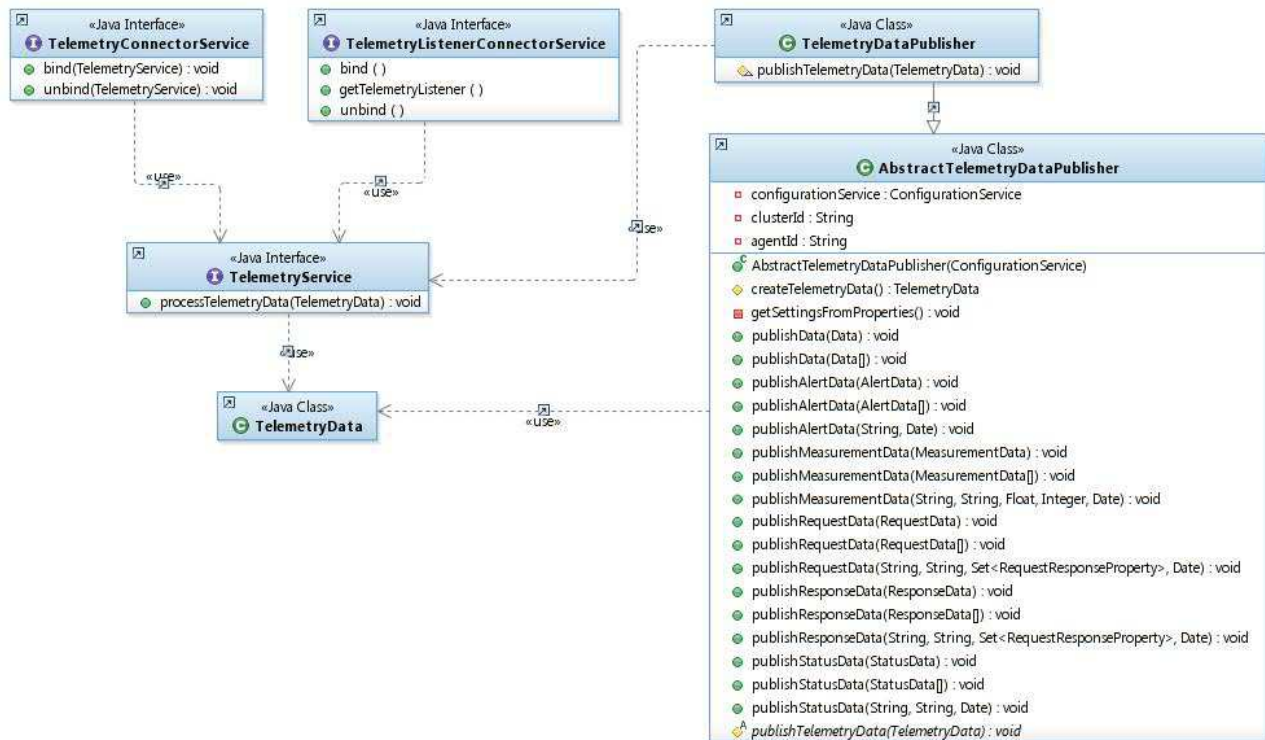 «Java Interface»
TelemetryConnectorService
bind(TelemetryService) : void
unbind(TelemetryService) : void
«Java Interface»
TelemetryListenerConnectorService
bind ( )
getTelemetryListener ( )
unbind ( )
«Java Class»
TelemetryDataPublisher
publishTelemetryData(TelemetryData) : void
«use»
«use»
«use»
«Java Interface»
TelemetryService
processTelemetryData(TelemetryData) : void
«use»
«Java Class»
TelemetryData
«use»
«Java Class»
AbstractTelemetryDataPublisher
configurationService : ConfigurationService
clusterId : String
agentId : String
AbstractTelemetryDataPublisher(ConfigurationService)
createTelemetryData() : TelemetryData
getSettingsFromProperties() : void
publishData(Data) : void
publishData(Data[]) : void
publishAlertData(AlertData) : void
publishAlertData(AlertData[]) : void
publishAlertData(String, Date) : void
publishMeasurementData(MeasurementData) : void
publishMeasurementData(MeasurementData[]) : void
publishMeasurementData(String, String, Float, Integer, Date) : void
publishRequestData(RequestData) : void
publishRequestData(RequestData[]) : void
publishRequestData(String, String, Set<RequestResponseProperty>, Date) : void
publishResponseData(ResponseData) : void
publishResponseData(ResponseData[]) : void
publishResponseData(String, String, Set<RequestResponseProperty>, Date) : void
publishStatusData(StatusData) : void
publishStatusData(StatusData[]) : void
publishStatusData(String, String, Date) : void
publishTelemetryData(TelemetryData) : void